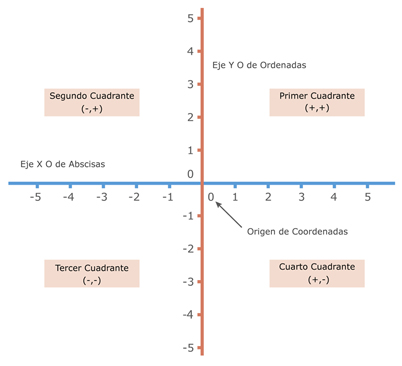 5
4
Eje Y O de Ordenadas
3
Segundo Cuadrante
(-,+)
Primer Cuadrante
(+,+)
2
1
Eje X O de Abscisas
0
-5 -4 -3 -2 -1 0 1 2 3 4 5
-1
Origen de Coordenadas
-2
Tercer Cuadrante
(-,-)
Cuarto Cuadrante
(+,-)
-3
-4
-5